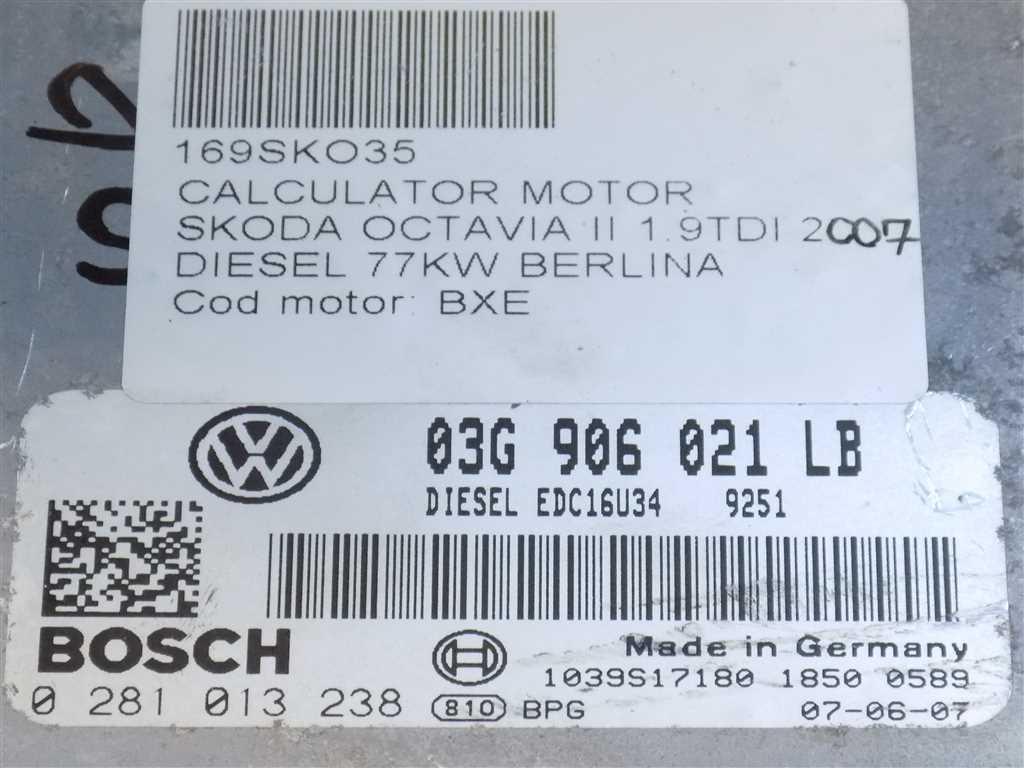 169SKO35
CALCULATOR MOTOR
SKODA OCTAVIA II 1.9TDI 2007
DIESEL 77KW BERLINA
Cod motor: BXE
03G 906 021 LB
DIESEL EDC16U34 9251
BOSCH
Made in Germany
1039S17180 1850 0589
0 281 013 238 810 BPG 07-06-07